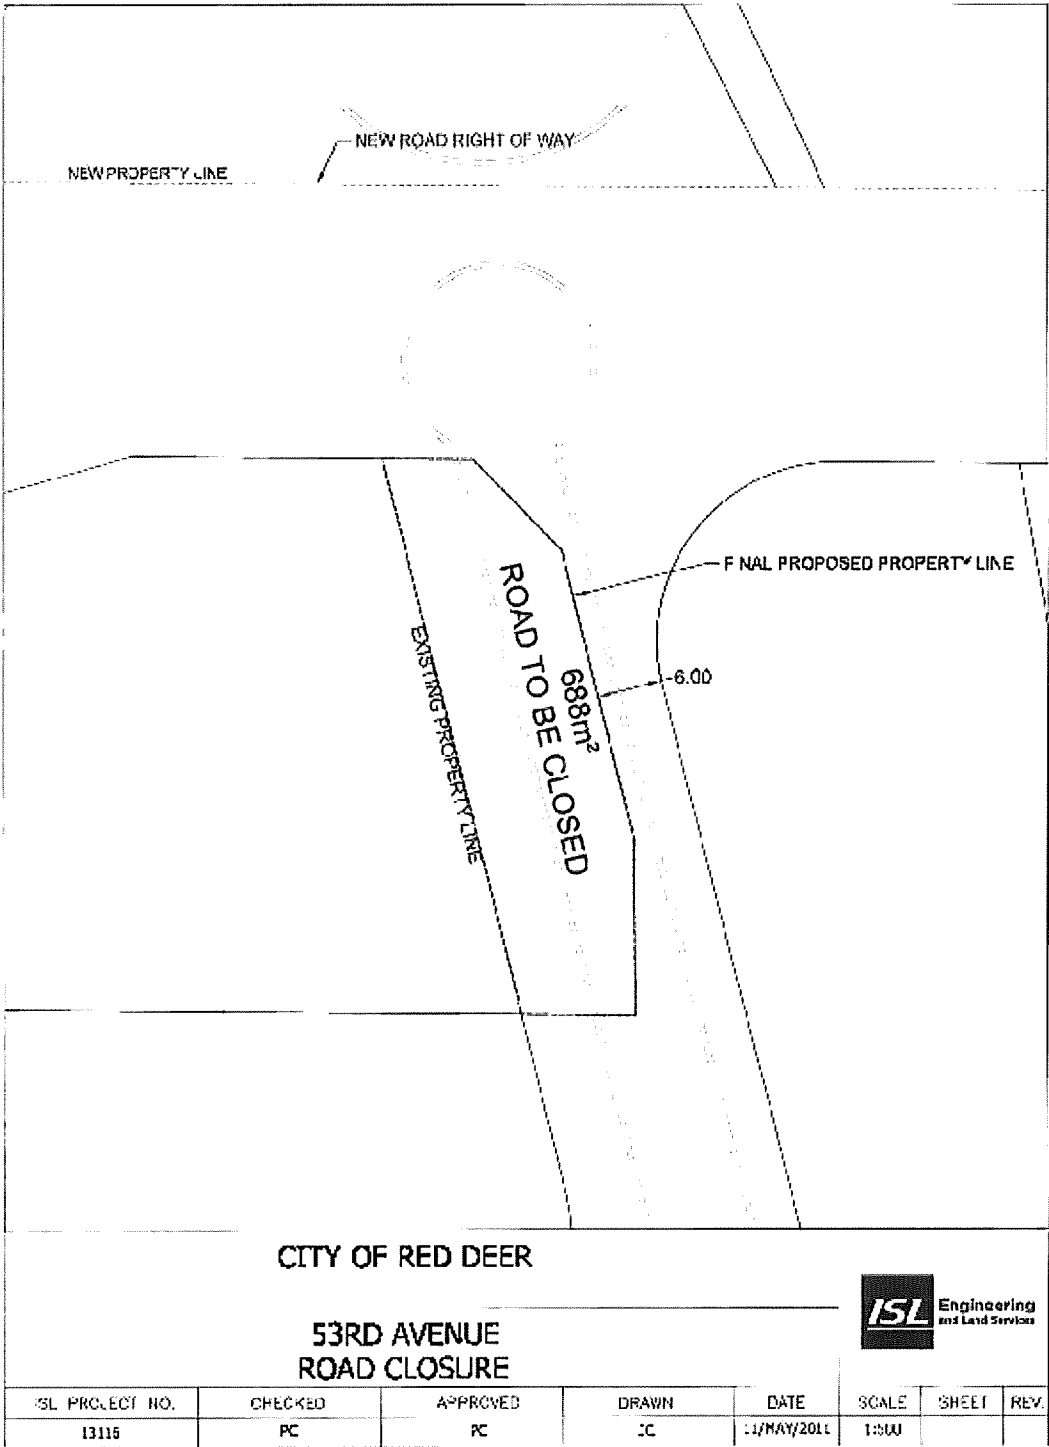 NEW ROAD RIGHT OF WAY
NEW PROPERTY LINE
FINAL PROPOSED PROPERTY LINE
ROAD TO BE CLOSED
688m²
EXISTING PROPERTY LINE
6.00
CITY OF RED DEER
53RD AVENUE
ROAD CLOSURE
ISL Engineering
and Land Services
ISL PROJECT NO. CHECKED APPROVED DRAWN DATE SCALE SHEET REV.
13116 PC PC 11/MAY/2011 1:500